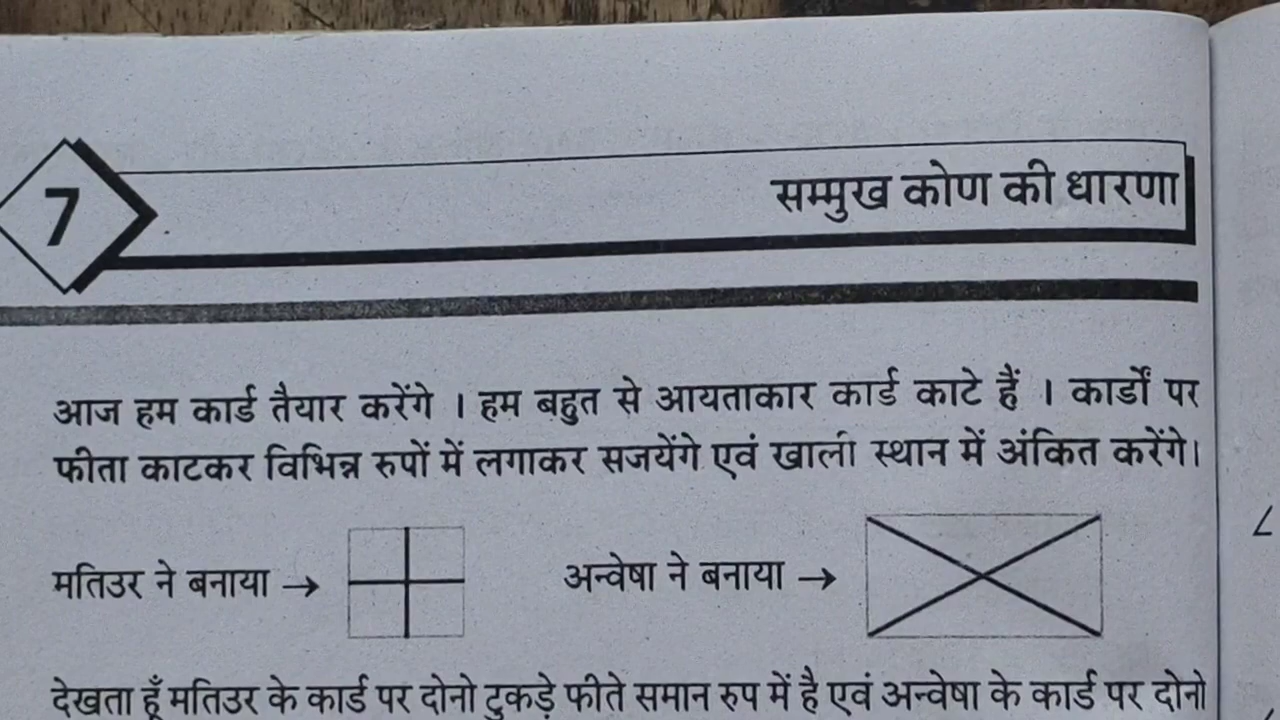 7
सम्मुख कोण की धारणा
आज हम कार्ड तैयार करेंगे । हम बहुत से आयताकार कार्ड काटे हैं । कार्डों पर
फीता काटकर विभिन्न रुपों में लगाकर सजयेंगे एवं खाली स्थान में अंकित करेंगे।
मतिउर ने बनाया → अन्वेषा ने बनाया →
देखता हूँ मतिउर के कार्ड पर दोनो टुकड़े फीते समान रुप में है एवं अन्वेषा के कार्ड पर दोनो